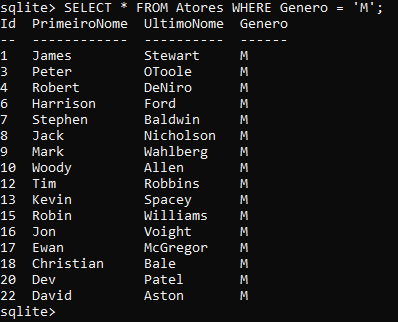 sqlite> SELECT * FROM Atores WHERE Genero = 'M';
Id  PrimeiroNome  UltimoNome  Genero
--  ------------  ----------  ------
1   James         Stewart     M
3   Peter         OToole      M
4   Robert        DeNiro      M
6   Harrison      Ford        M
7   Stephen       Baldwin     M
8   Jack          Nicholson   M
9   Mark          Wahlberg    M
10  Woody         Allen       M
12  Tim           Robbins     M
13  Kevin         Spacey      M
15  Robin         Williams    M
16  Jon           Voight      M
17  Ewan          McGregor    M
18  Christian     Bale        M
20  Dev           Patel       M
22  David         Aston       M
sqlite>